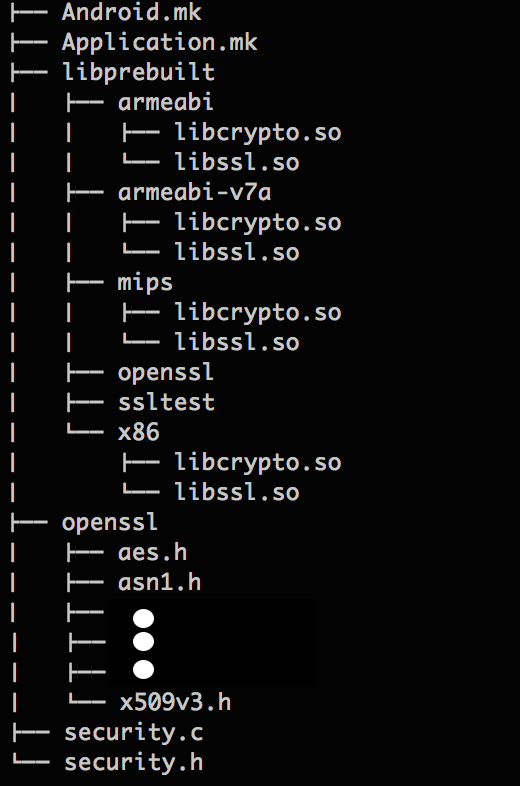 ├── Android.mk
├── Application.mk
├── libprebuilt
│   ├── armeabi
│   │   ├── libcrypto.so
│   │   └── libssl.so
│   ├── armeabi-v7a
│   │   ├── libcrypto.so
│   │   └── libssl.so
│   ├── mips
│   │   ├── libcrypto.so
│   │   └── libssl.so
│   ├── openssl
│   ├── ssltest
│   └── x86
│       ├── libcrypto.so
│       └── libssl.so
├── openssl
│   ├── aes.h
│   ├── asn1.h
│   ├── ●
│   ├── ●
│   ├── ●
│   └── x509v3.h
├── security.c
└── security.h